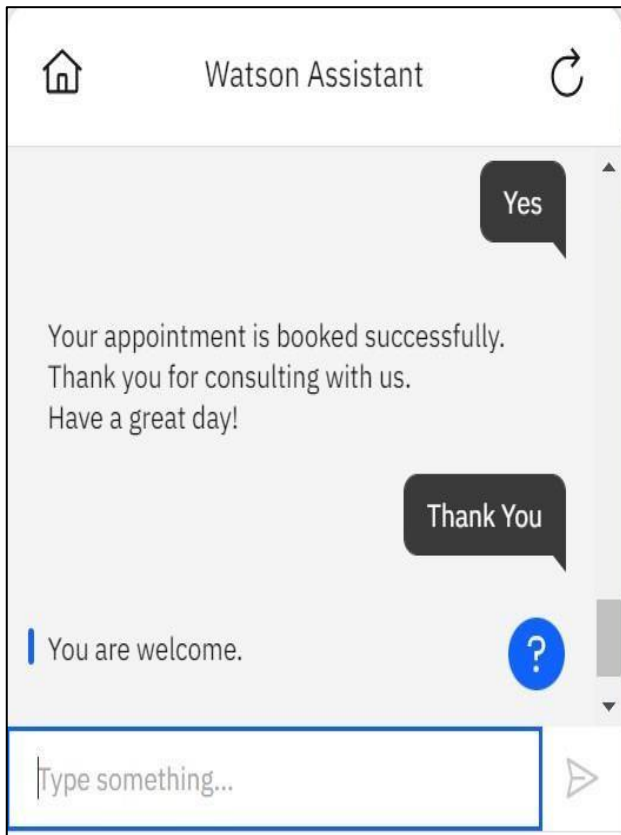 Watson Assistant
Yes
Your appointment is booked successfully.
Thank you for consulting with us.
Have a great day!
Thank You
You are welcome.
?
Type something...